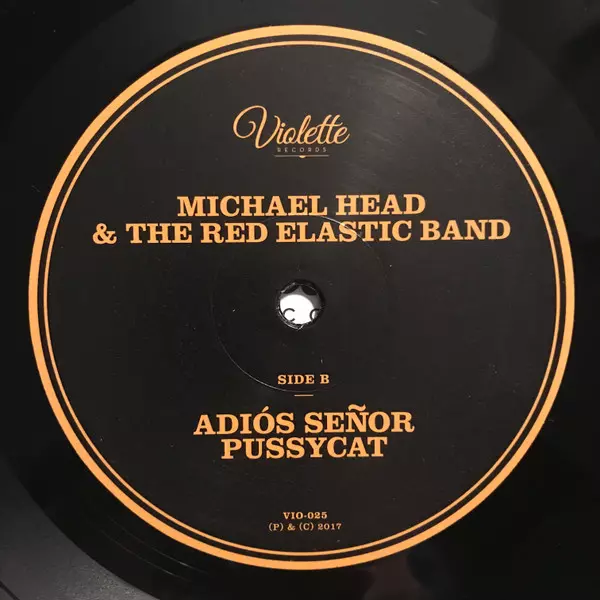 Violette
RECORDS
MICHAEL HEAD
& THE RED ELASTIC BAND
SIDE B
ADIÓS SEÑOR
PUSSYCAT
VIO-025
(P) & (C) 2017